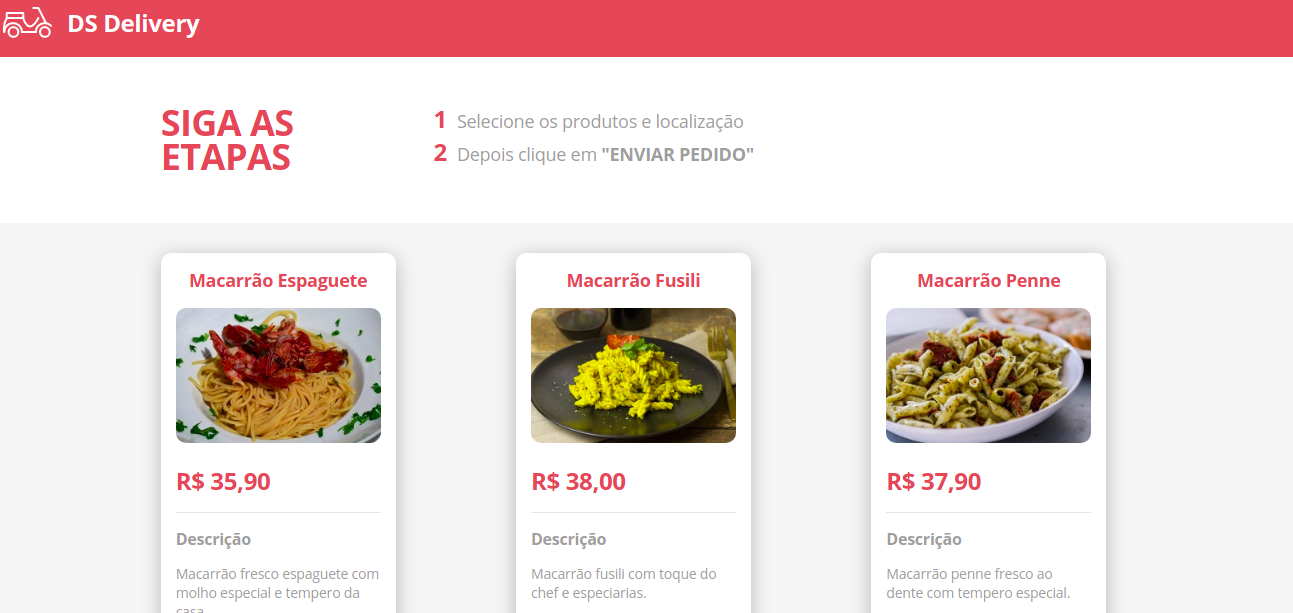 DS Delivery
SIGA AS
ETAPAS
1 Selecione os produtos e localização
2 Depois clique em "ENVIAR PEDIDO"
Macarrão Espaguete
R$ 35,90
Descrição
Macarrão fresco espaguete com
molho especial e tempero da
casa.
Macarrão Fusili
R$ 38,00
Descrição
Macarrão fusili com toque do
chef e especiarias.
Macarrão Penne
R$ 37,90
Descrição
Macarrão penne fresco ao
dente com tempero especial.